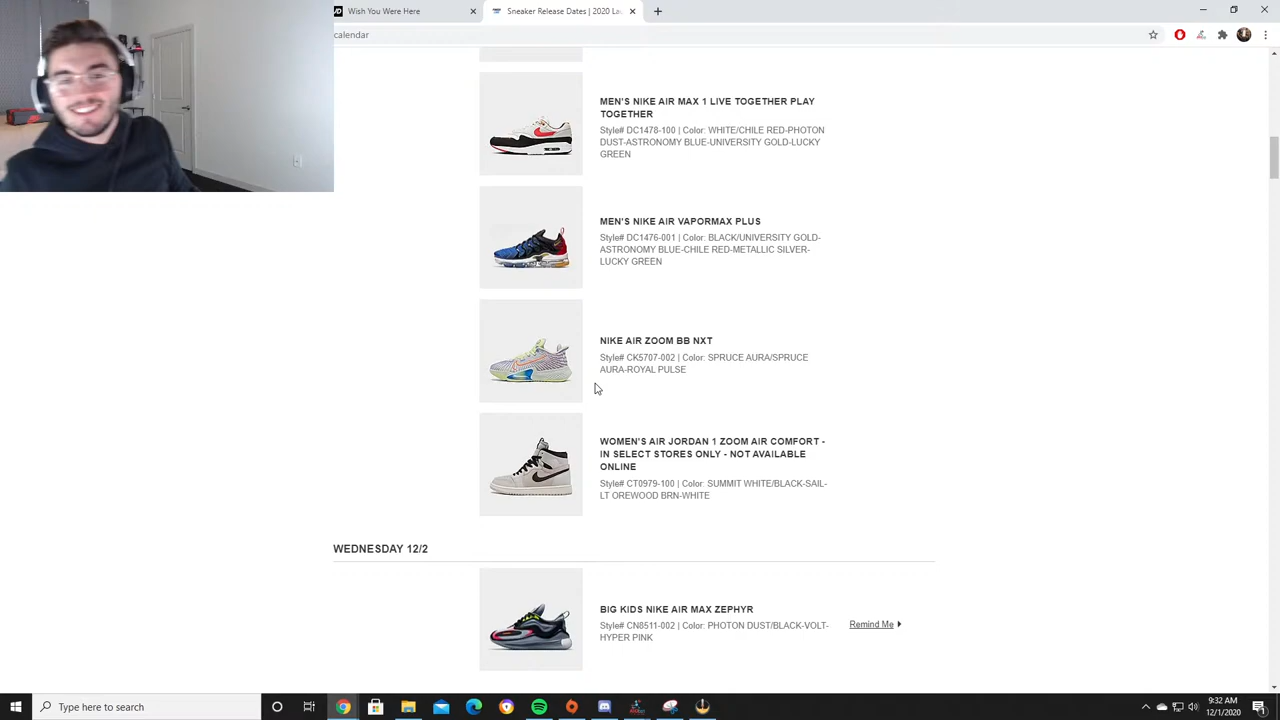 Wish You Were Here
Sneaker Release Dates | 2020 La
calendar
MEN'S NIKE AIR MAX 1 LIVE TOGETHER PLAY
TOGETHER
Style# DC1478-100 | Color: WHITE/CHILE RED-PHOTON
DUST-ASTRONOMY BLUE-UNIVERSITY GOLD-LUCKY
GREEN
MEN'S NIKE AIR VAPORMAX PLUS
Style# DC1476-001 | Color: BLACK/UNIVERSITY GOLD-
ASTRONOMY BLUE-CHILE RED-METALLIC SILVER-
LUCKY GREEN
NIKE AIR ZOOM BB NXT
Style# CK5707-002 | Color: SPRUCE AURA/SPRUCE
AURA-ROYAL PULSE
WOMEN'S AIR JORDAN 1 ZOOM AIR COMFORT -
IN SELECT STORES ONLY - NOT AVAILABLE
ONLINE
Style# CT0979-100 | Color: SUMMIT WHITE/BLACK-SAIL-
LT OREWOOD BRN-WHITE
WEDNESDAY 12/2
BIG KIDS NIKE AIR MAX ZEPHYR
Style# CN8511-002 | Color: PHOTON DUST/BLACK-VOLT-
HYPER PINK
Remind Me
Type here to search
9:32 AM
12/1/2020